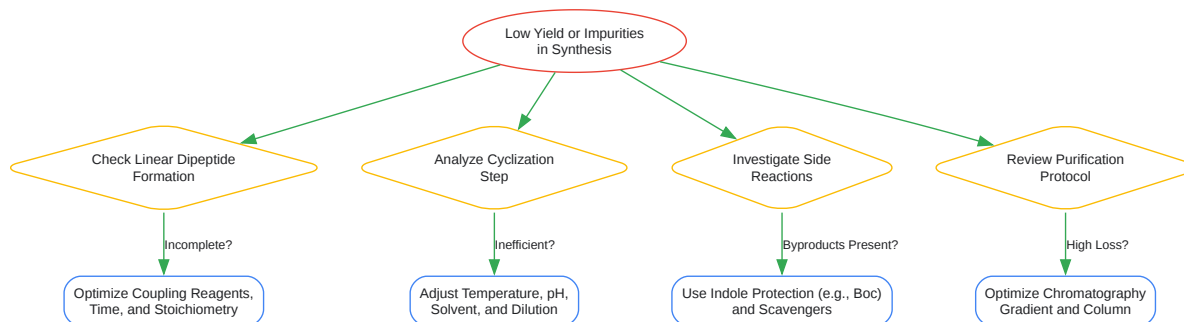 Low Yield or Impurities
in Synthesis
Check Linear Dipeptide
Formation
Analyze Cyclization
Step
Investigate Side
Reactions
Review Purification
Protocol
Incomplete?
Inefficient?
Byproducts Present?
High Loss?
Optimize Coupling Reagents,
Time, and Stoichiometry
Adjust Temperature, pH,
Solvent, and Dilution
Use Indole Protection (e.g., Boc)
and Scavengers
Optimize Chromatography
Gradient and Column